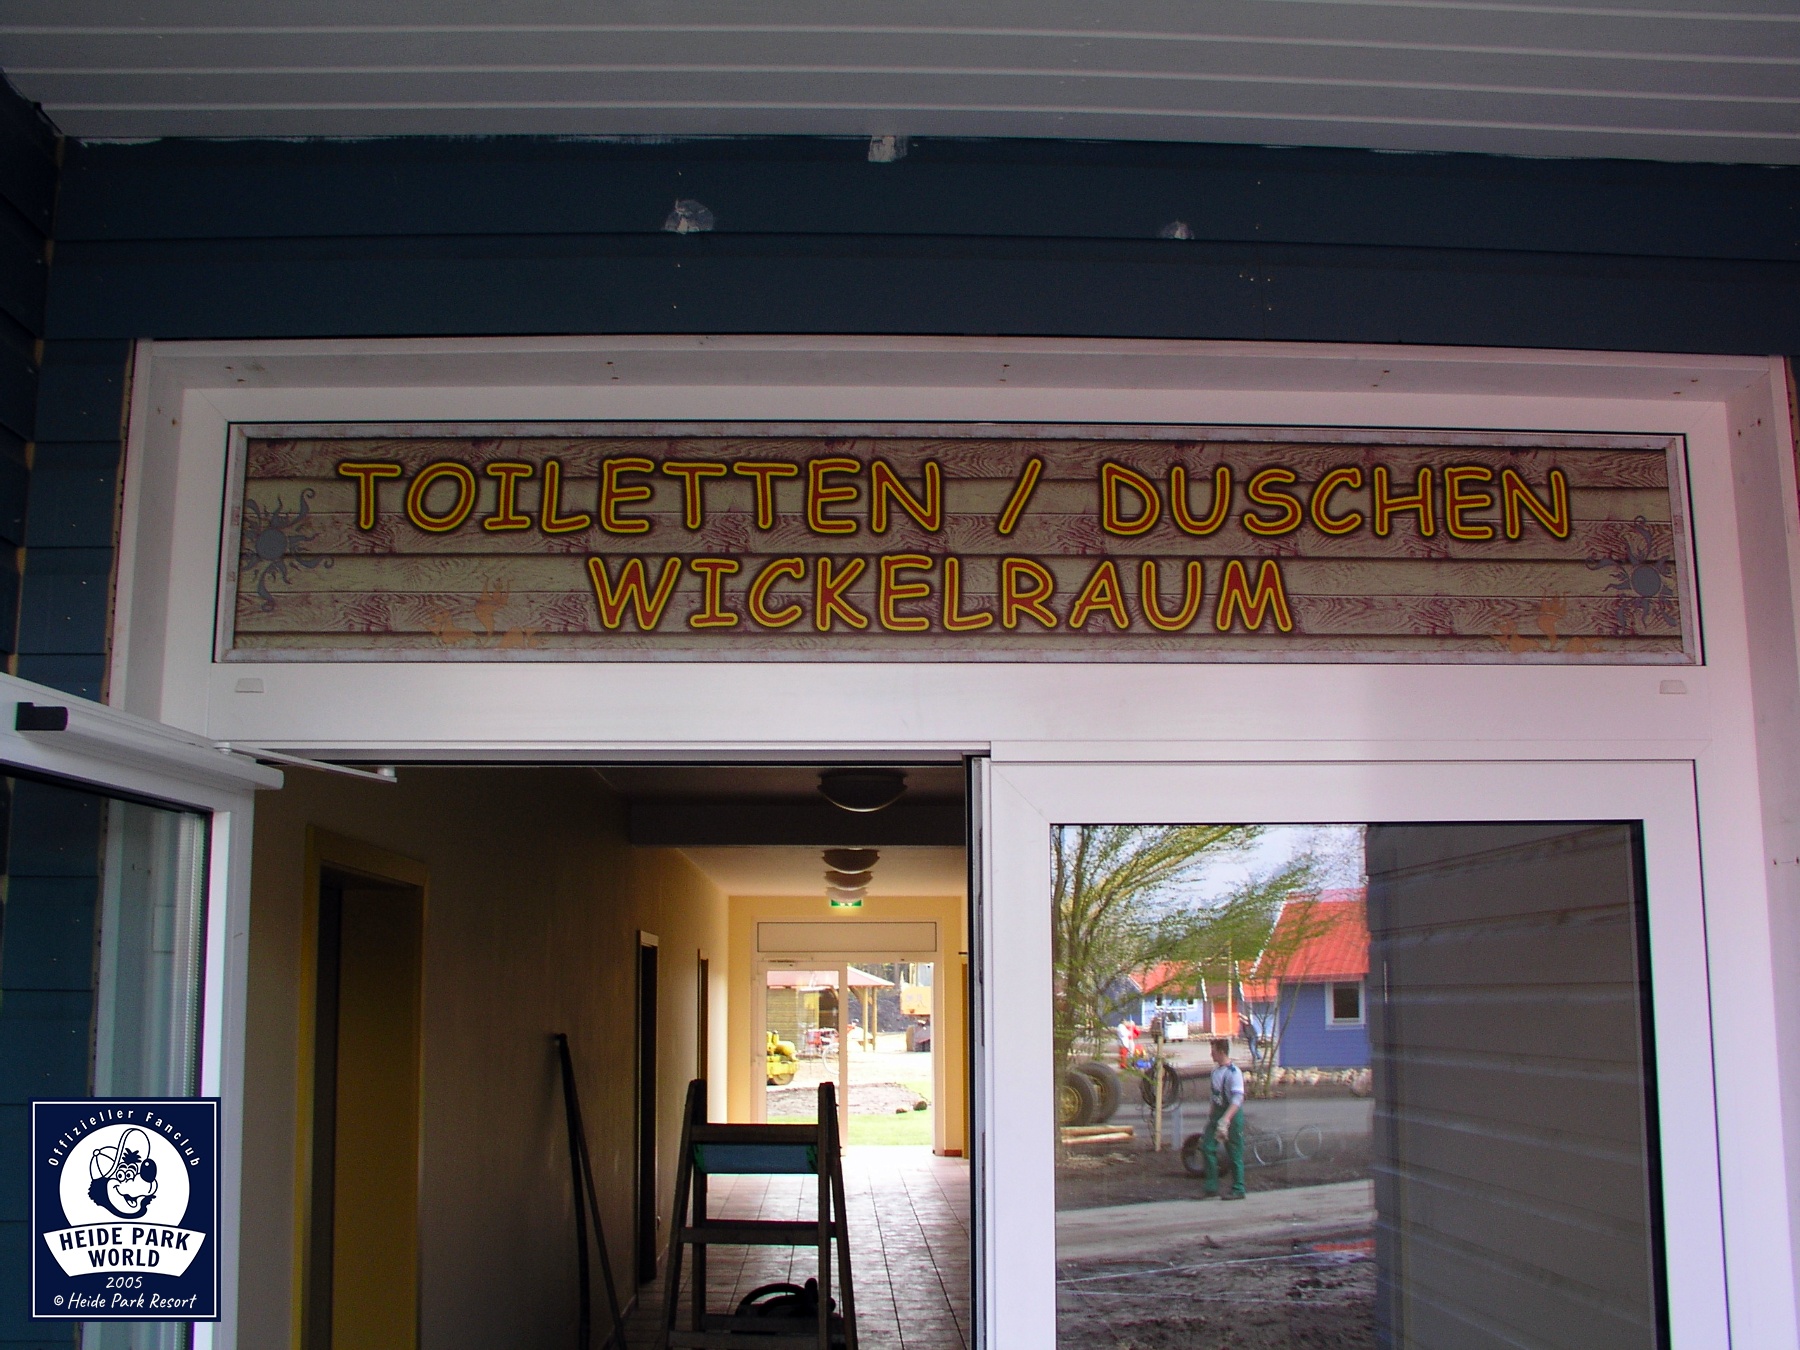 TOILETTEN / DUSCHEN
WICKELRAUM
Offizieller Fanclub
HEIDE PARK
WORLD
2005
© Heide Park Resort